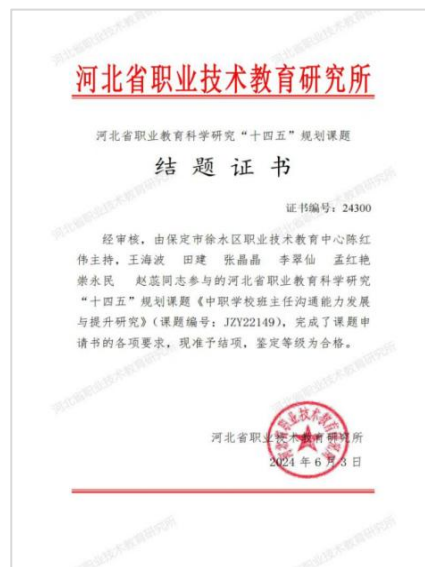 河北省职业技术教育研究所
河北省职业教育科学研究“十四五”规划课题
结题证书
证书编号：24300
经审核，由保定市徐水区职业技术教育中心陈红
伟主持，王海波 田建 张晶晶 李翠仙 孟红艳
崇永民 赵蕊同志参与的河北省职业教育科学研究
“十四五”规划课题《中职学校班主任沟通能力发展
与提升研究》（课题编号：JZY22149），完成了课题申
请书的各项要求，现准予结项，鉴定等级为合格。
河北省职业技术教育研究所
2024 年 6 月 3 日